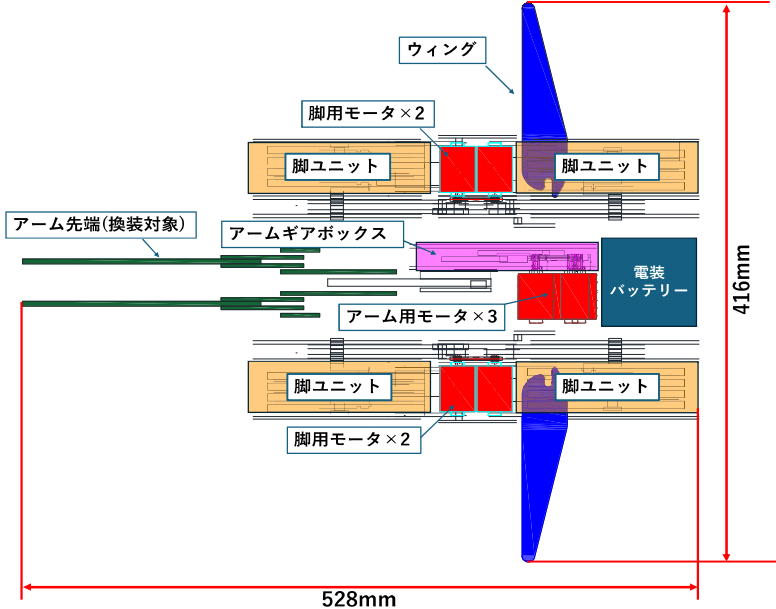 ウィング
脚用モータ×2
脚ユニット
脚ユニット
アーム先端(換装対象)
アームギアボックス
電装
バッテリー
アーム用モータ×3
416mm
脚ユニット
脚ユニット
脚用モータ×2
528mm